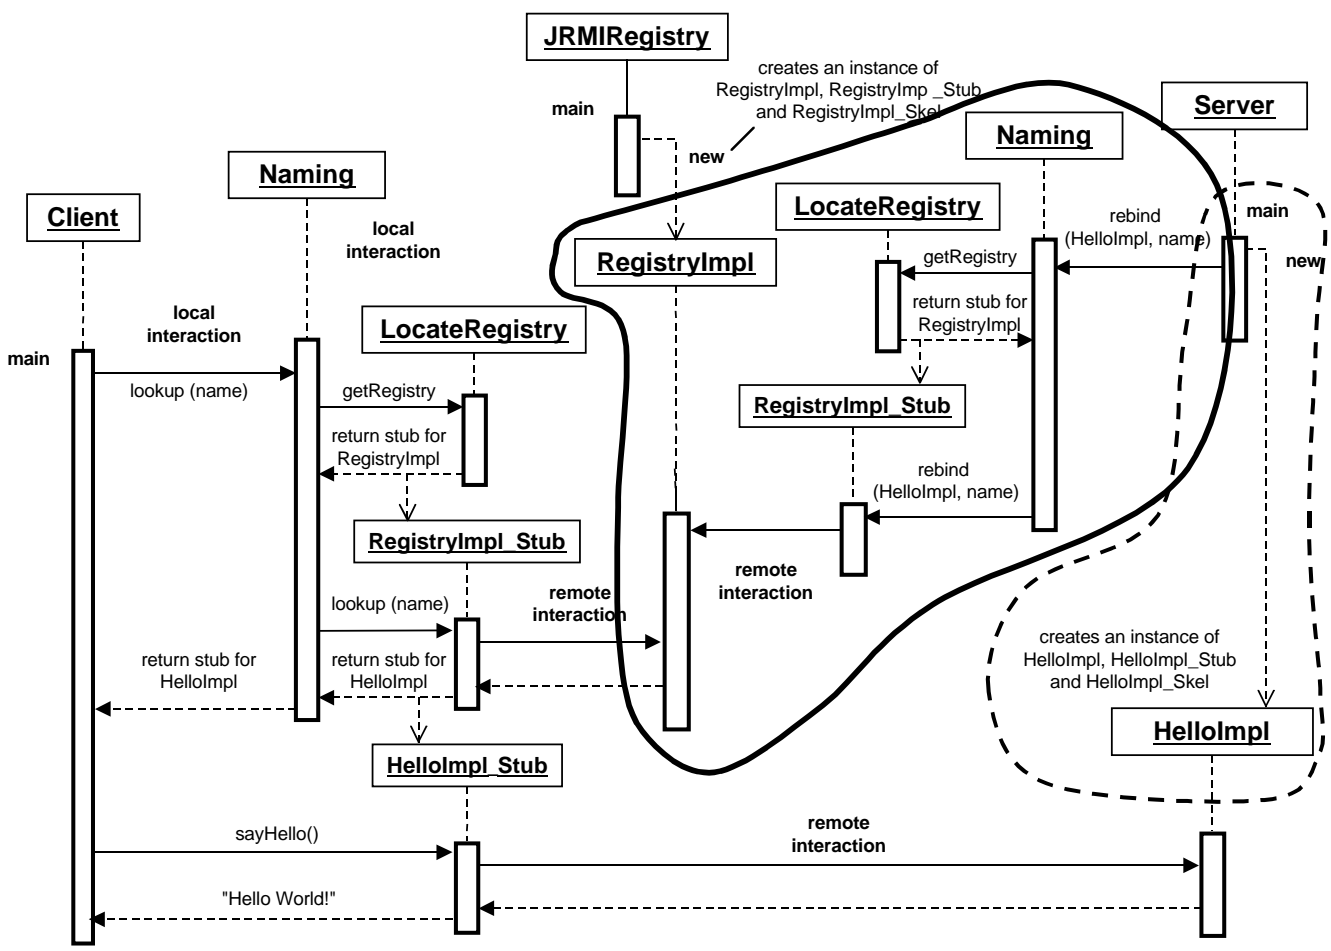 JRMIRegistry
creates an instance of
RegistryImpl, RegistryImp _Stub
and RegistryImpl_Skel
main
new
Server
Naming
Naming
Client
LocateRegistry
rebind
(HelloImpl, name)
main
new
local
interaction
RegistryImpl
getRegistry
return stub for
RegistryImpl
local
interaction
LocateRegistry
main
lookup (name)
getRegistry
RegistryImpl_Stub
return stub for
RegistryImpl
rebind
(HelloImpl, name)
RegistryImpl_Stub
remote
interaction
remote
interaction
lookup (name)
return stub for
HelloImpl
return stub for
HelloImpl
creates an instance of
HelloImpl, HelloImpl_Stub
and HelloImpl_Skel
HelloImpl
HelloImpl_Stub
sayHello()
remote
interaction
"Hello World!"